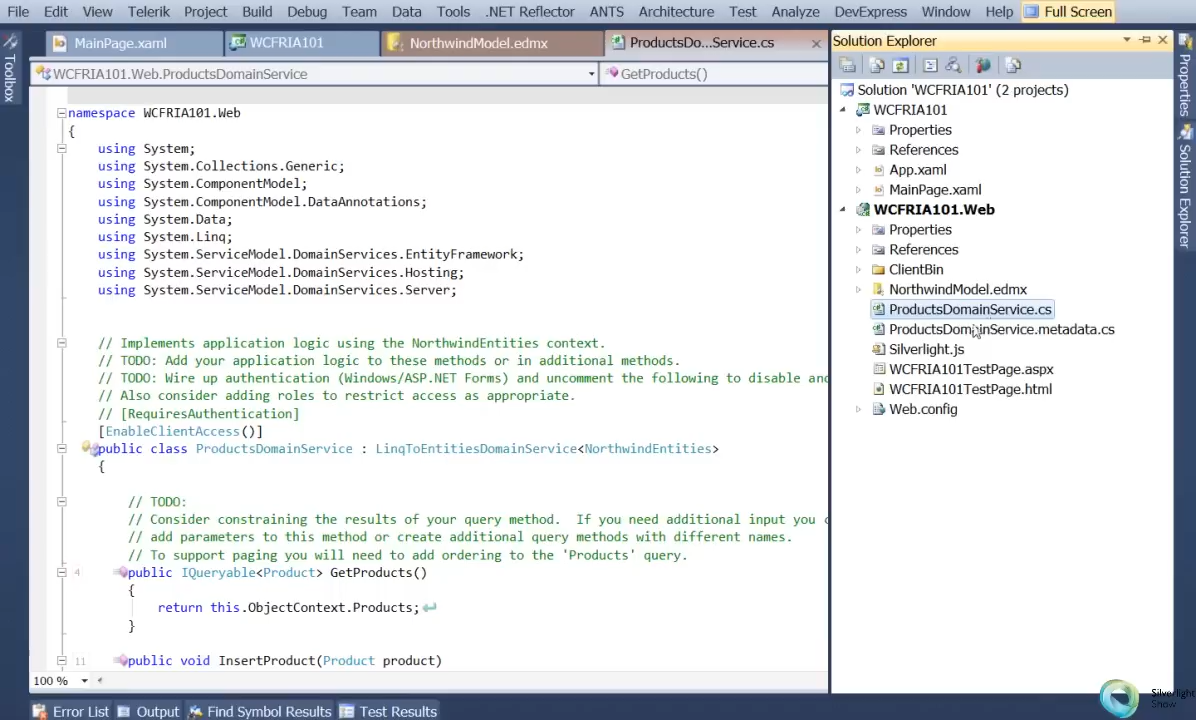 File Edit View Telerik Project Build Debug Team Data Tools .NET Reflector ANTS Architecture Test Analyze DevExpress Window Help Full Screen
Toolbox
MainPage.xaml WCFRIA101 NorthwindModel.edmx ProductsDo...Service.cs
WCFRIA101.Web.ProductsDomainService GetProducts()
namespace WCFRIA101.Web
{
using System;
using System.Collections.Generic;
using System.ComponentModel;
using System.ComponentModel.DataAnnotations;
using System.Data;
using System.Linq;
using System.ServiceModel.DomainServices.EntityFramework;
using System.ServiceModel.DomainServices.Hosting;
using System.ServiceModel.DomainServices.Server;
// Implements application logic using the NorthwindEntities context.
// TODO: Add your application logic to these methods or in additional methods.
// TODO: Wire up authentication (Windows/ASP.NET Forms) and uncomment the following to disable and
// Also consider adding roles to restrict access as appropriate.
// [RequiresAuthentication]
[EnableClientAccess()]
public class ProductsDomainService : LinqToEntitiesDomainService<NorthwindEntities>
{
// TODO:
// Consider constraining the results of your query method.  If you need additional input you c
// add parameters to this method or create additional query methods with different names.
// To support paging you will need to add ordering to the 'Products' query.
4 public IQueryable<Product> GetProducts()
{
return this.ObjectContext.Products;
}
11 public void InsertProduct(Product product)
100 %
Error List Output Find Symbol Results Test Results
Solution Explorer
Solution 'WCFRIA101' (2 projects)
WCFRIA101
Properties
References
App.xaml
MainPage.xaml
WCFRIA101.Web
Properties
References
ClientBin
NorthwindModel.edmx
ProductsDomainService.cs
ProductsDomainService.metadata.cs
Silverlight.js
WCFRIA101TestPage.aspx
WCFRIA101TestPage.html
Web.config
Properties
Solution Explorer
Silverlight
Show